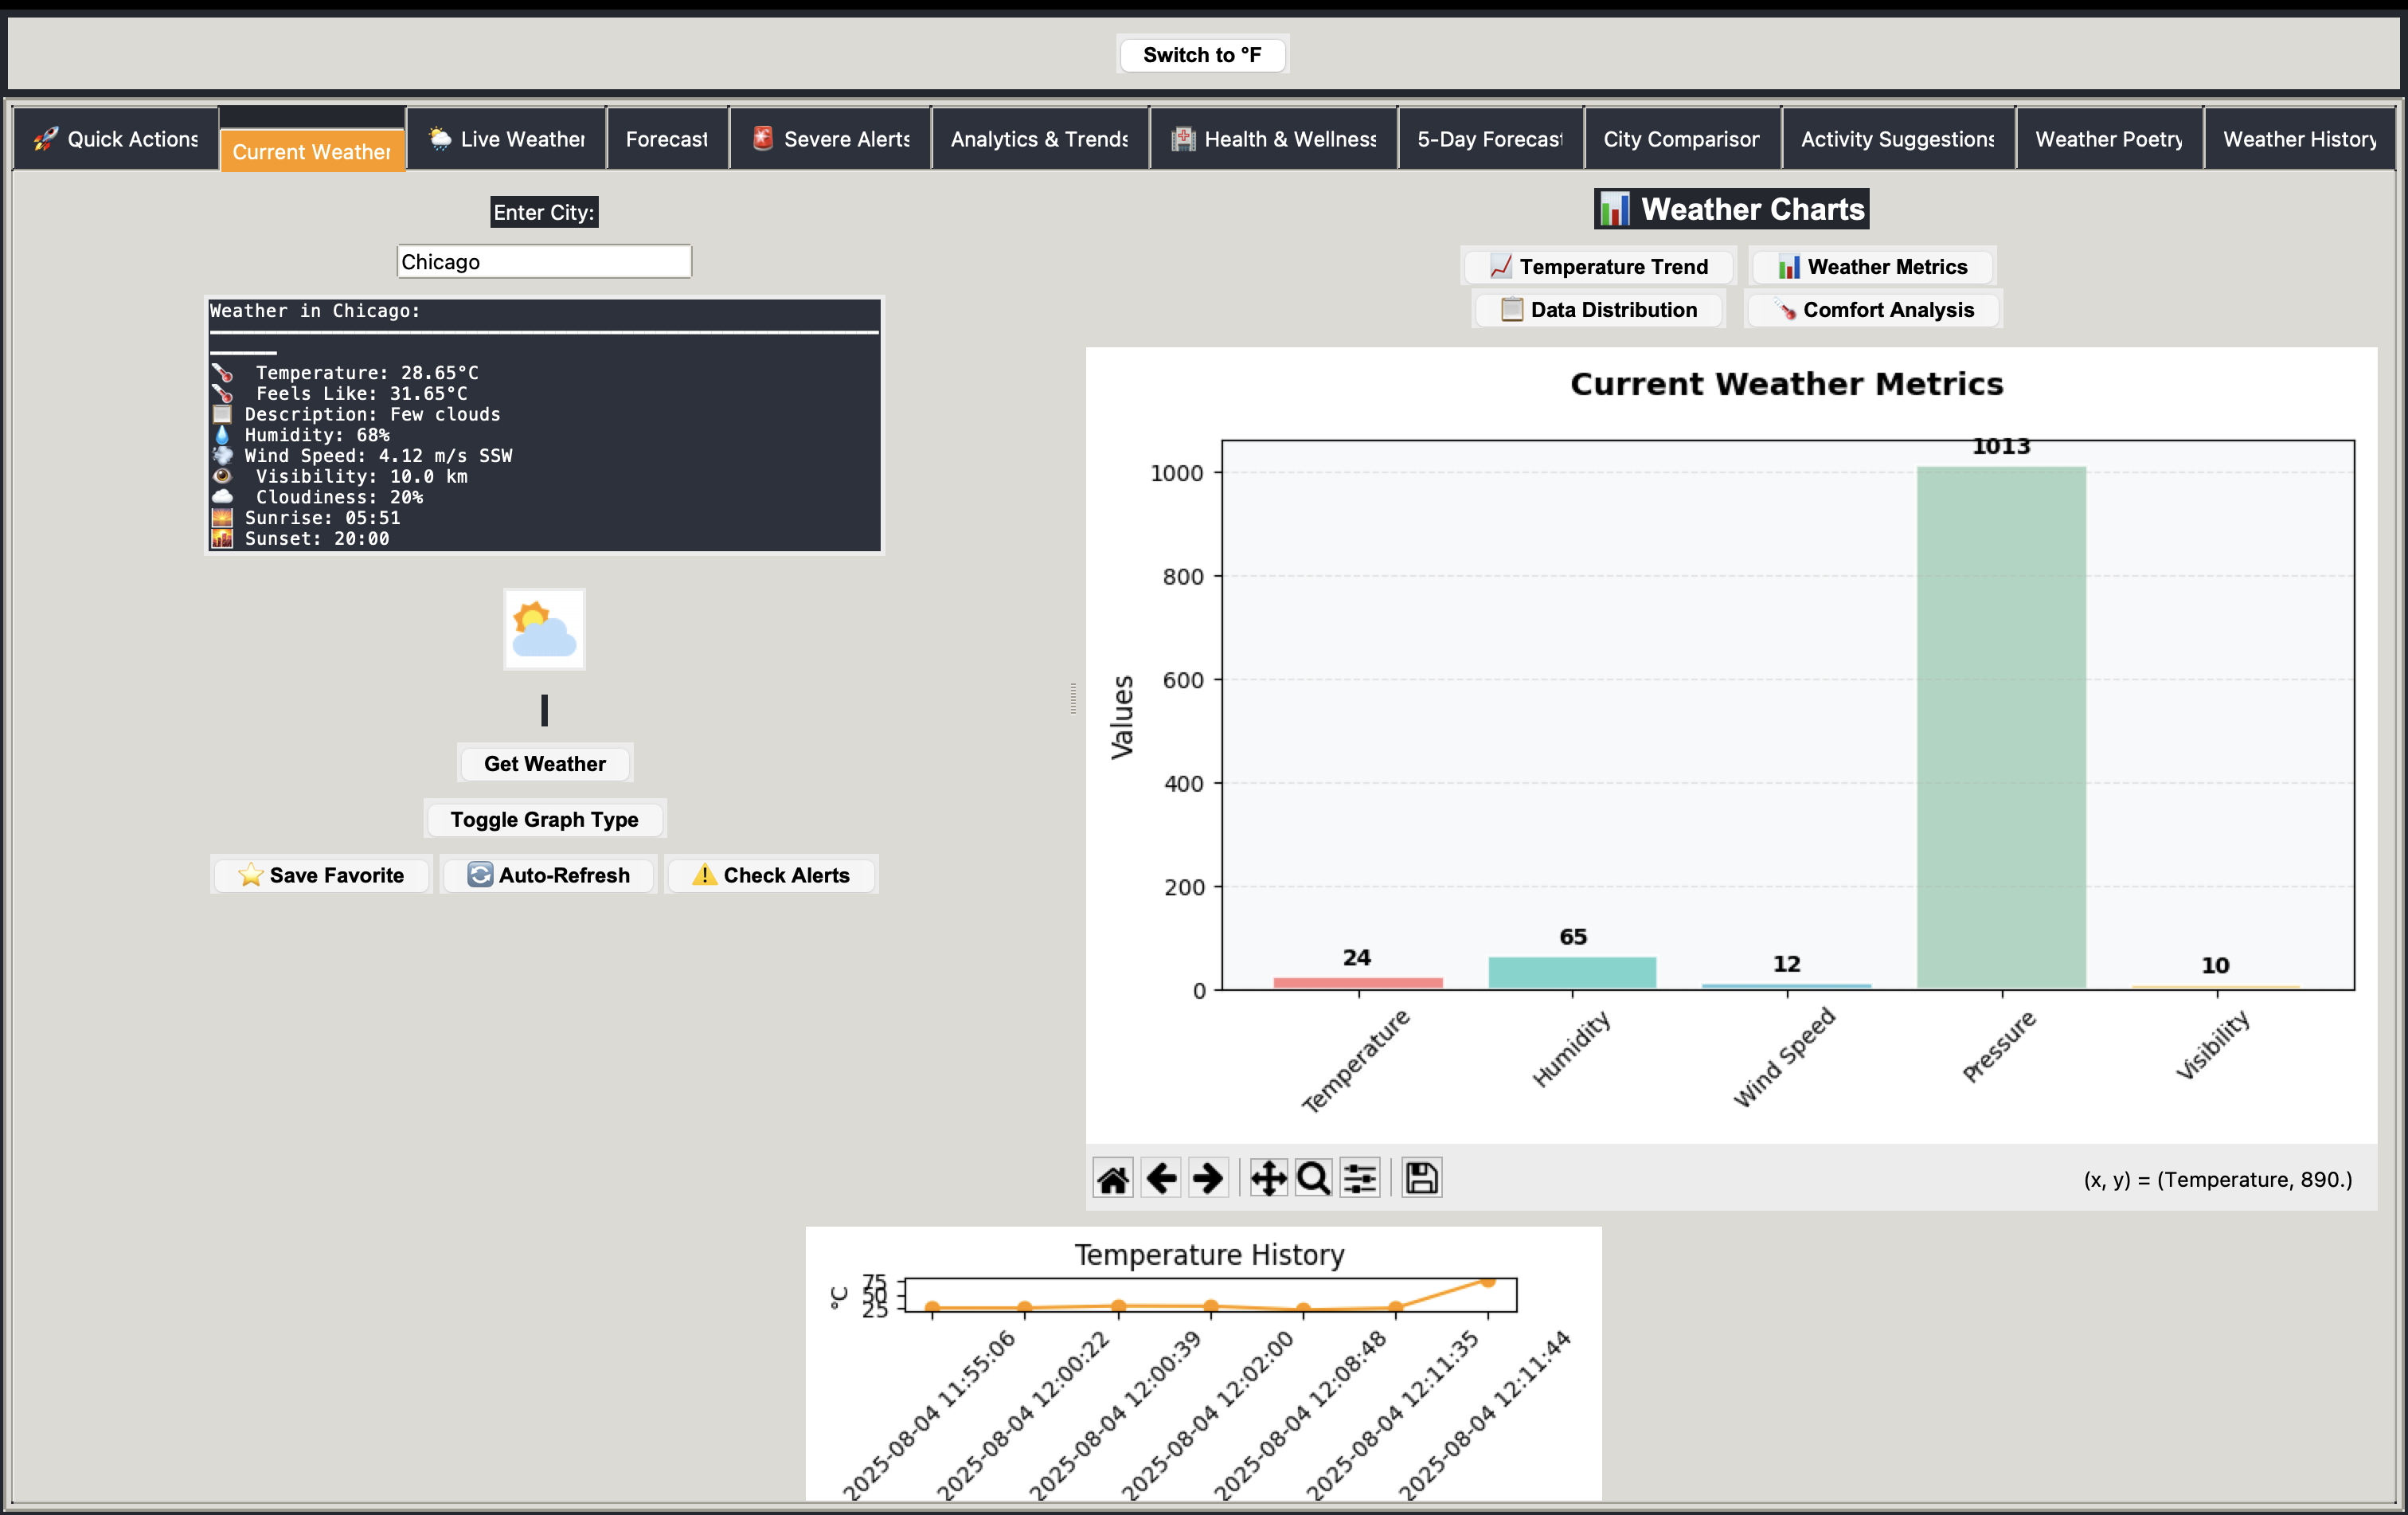 Switch to °F
Quick Actions
Current Weather
Live Weather
Forecast
Severe Alerts
Analytics & Trends
Health & Wellness
5-Day Forecast
City Comparison
Activity Suggestions
Weather Poetry
Weather History
Enter City:
Chicago
Weather in Chicago:
Temperature: 28.65°C
Feels Like: 31.65°C
Description: Few clouds
Humidity: 68%
Wind Speed: 4.12 m/s SSW
Visibility: 10.0 km
Cloudiness: 20%
Sunrise: 05:51
Sunset: 20:00
Get Weather
Toggle Graph Type
Save Favorite
Auto-Refresh
Check Alerts
Weather Charts
Temperature Trend
Weather Metrics
Data Distribution
Comfort Analysis
Current Weather Metrics
Values
1000
800
600
400
200
0
24
65
12
1013
10
Temperature
Humidity
Wind Speed
Pressure
Visibility
(x, y) = (Temperature, 890.)
Temperature History
°C
75
50
25
2025-08-04 11:55:06
2025-08-04 12:00:22
2025-08-04 12:00:39
2025-08-04 12:02:00
2025-08-04 12:08:48
2025-08-04 12:11:35
2025-08-04 12:11:44